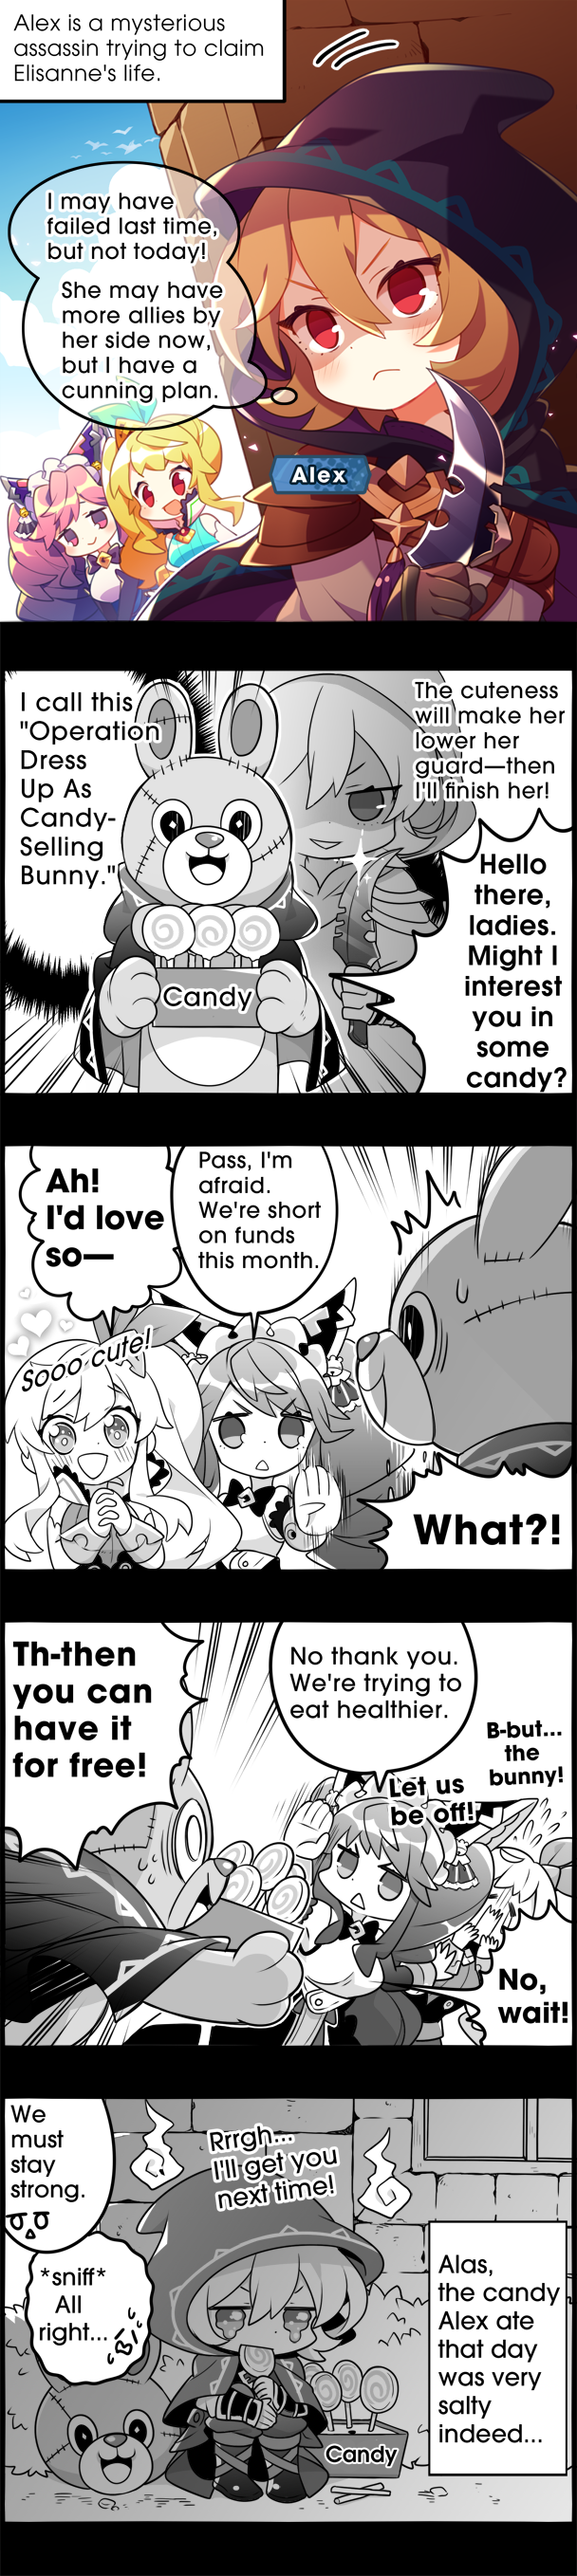 Alex is a mysterious
assassin trying to claim
Elisanne's life.
I may have
failed last time,
but not today!
She may have
more allies by
her side now,
but I have a
cunning plan.
Alex
I call this
"Operation
Dress
Up As
Candy-
Selling
Bunny."
The cuteness
will make her
lower her
guard—then
I'll finish her!
Hello
there,
ladies.
Might I
interest
you in
some
candy?
Candy
Ah!
I'd love
so—
Pass, I'm
afraid.
We're short
on funds
this month.
Sooo cute!
What?!
Th-then
you can
have it
for free!
No thank you.
We're trying to
eat healthier.
B-but...
the
bunny!
Let us
be off!
No,
wait!
We
must
stay
strong.
Rrrgh...
I'll get you
next time!
*sniff*
All
right...
Alas,
the candy
Alex ate
that day
was very
salty
indeed...
Candy